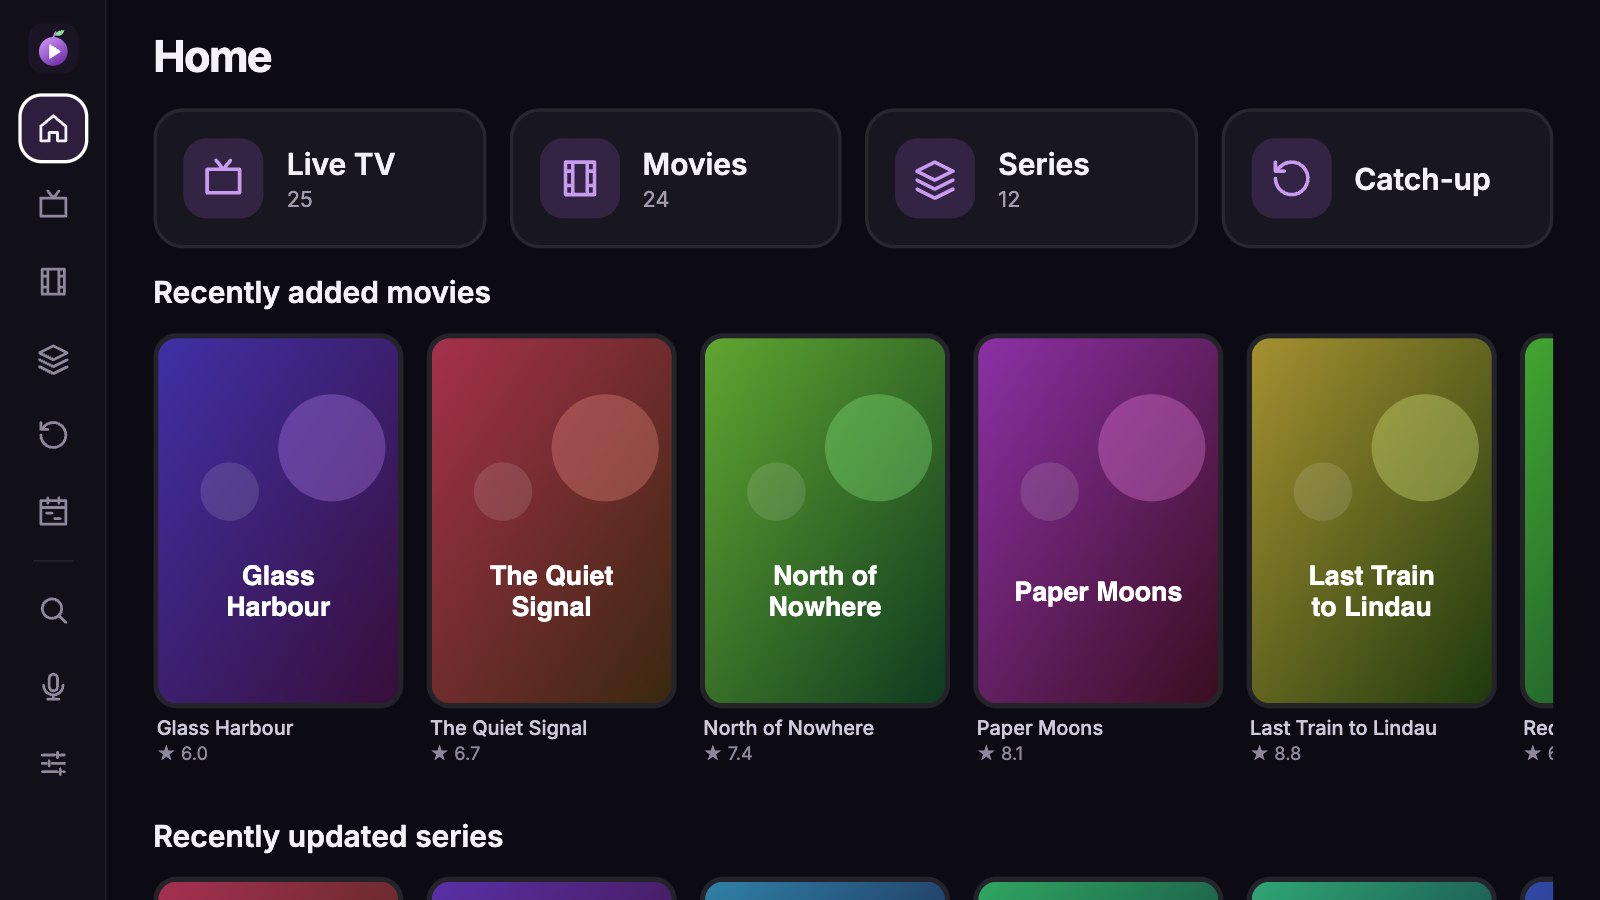 Home
Live TV
25
Movies
24
Series
12
Catch-up
Recently added movies
Glass
Harbour
The Quiet
Signal
North of
Nowhere
Paper Moons
Last Train
to Lindau
Glass Harbour
★ 6.0
The Quiet Signal
★ 6.7
North of Nowhere
★ 7.4
Paper Moons
★ 8.1
Last Train to Lindau
★ 8.8
Recently updated series